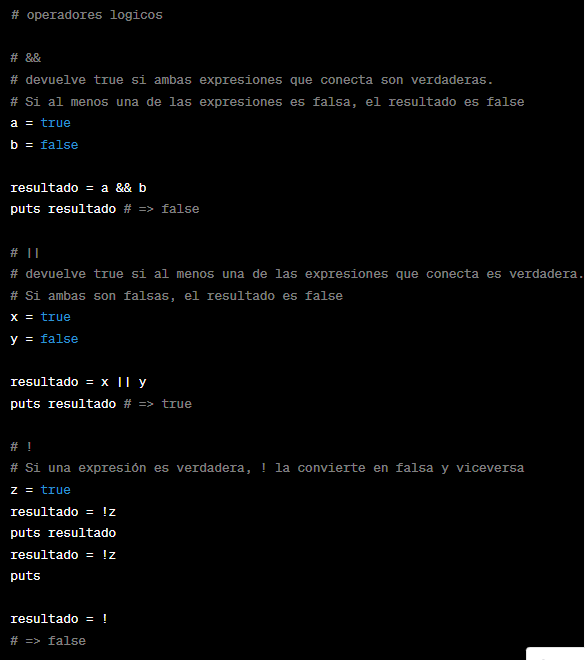 # operadores logicos
# &&
# devuelve true si ambas expresiones que conecta son verdaderas.
# Si al menos una de las expresiones es falsa, el resultado es false
a = true
b = false
resultado = a && b
puts resultado # => false
# ||
# devuelve true si al menos una de las expresiones que conecta es verdadera.
# Si ambas son falsas, el resultado es false
x = true
y = false
resultado = x || y
puts resultado # => true
# !
# Si una expresión es verdadera, ! la convierte en falsa y viceversa
z = true
resultado = !z
puts resultado
resultado = !z
puts
resultado = !
# => false